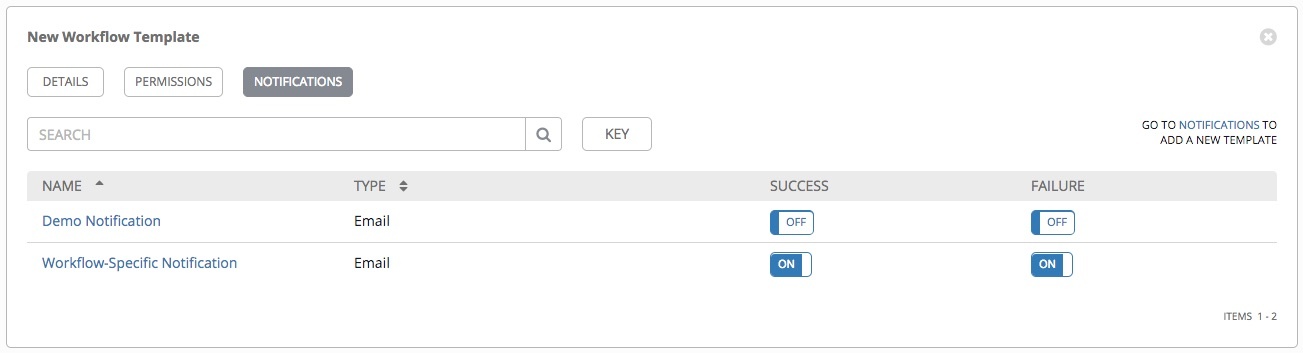 New Workflow Template
DETAILS PERMISSIONS NOTIFICATIONS
SEARCH KEY
GO TO NOTIFICATIONS TO
ADD A NEW TEMPLATE
NAME TYPE SUCCESS FAILURE
Demo Notification Email OFF OFF
Workflow-Specific Notification Email ON ON
ITEMS 1 - 2